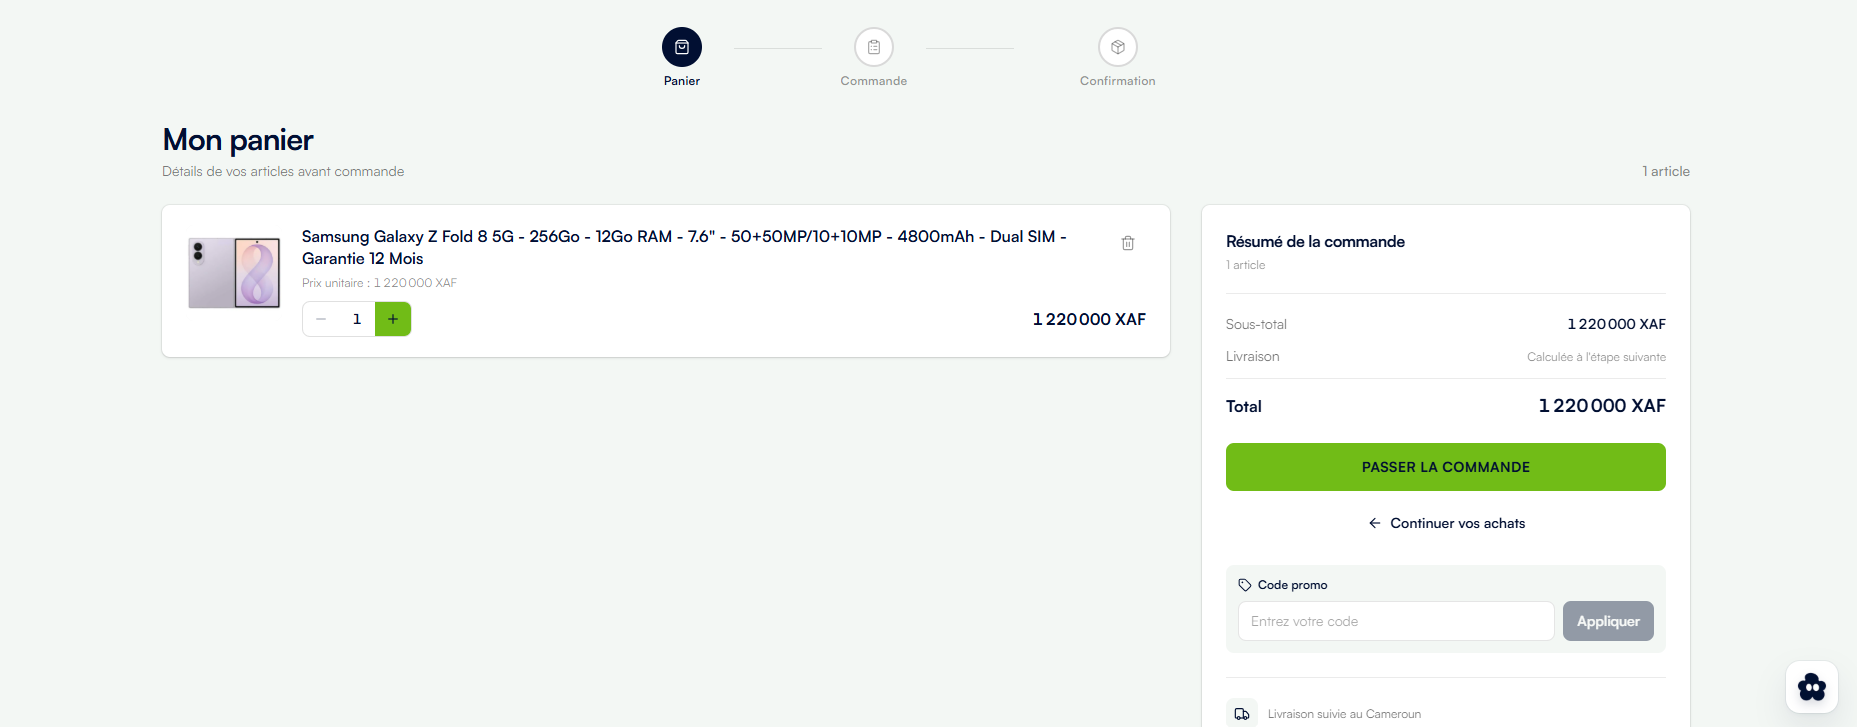 Panier
Commande
Confirmation
Mon panier
Détails de vos articles avant commande
1 article
Samsung Galaxy Z Fold 8 5G - 256Go - 12Go RAM - 7.6" - 50+50MP/10+10MP - 4800mAh - Dual SIM -
Garantie 12 Mois
Prix unitaire : 1 220 000 XAF
1
1 220 000 XAF
Résumé de la commande
1 article
Sous-total
1 220 000 XAF
Livraison
Calculée à l'étape suivante
Total
1 220 000 XAF
PASSER LA COMMANDE
Continuer vos achats
Code promo
Entrez votre code
Appliquer
Livraison suivie au Cameroun